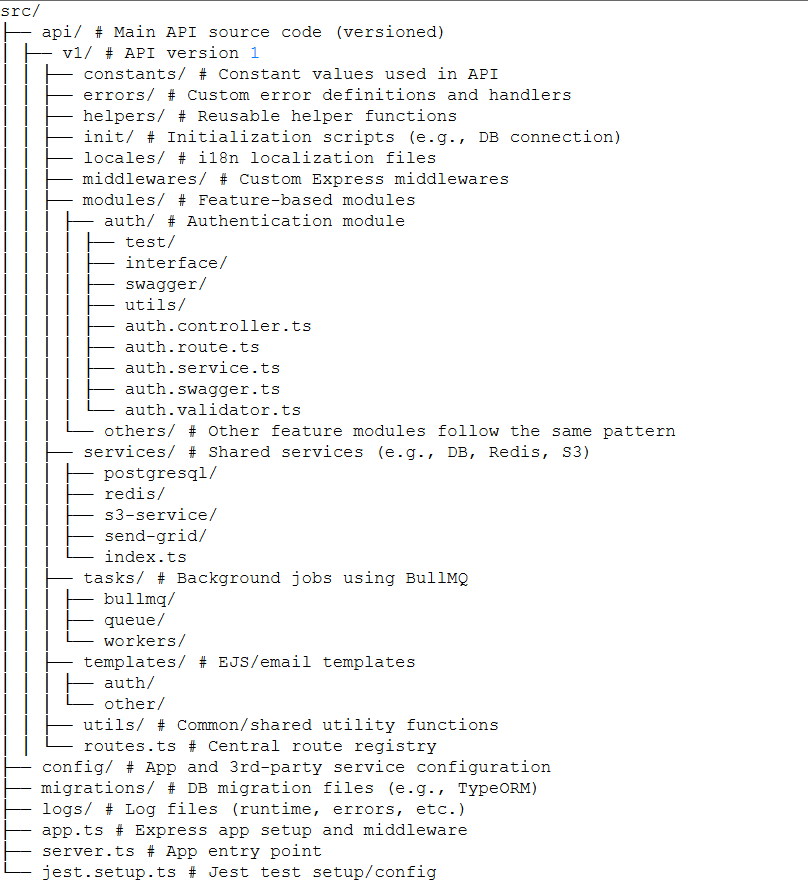 src/
├── api/ # Main API source code (versioned)
│ ├── v1/ # API version 1
│ │ ├── constants/ # Constant values used in API
│ │ ├── errors/ # Custom error definitions and handlers
│ │ ├── helpers/ # Reusable helper functions
│ │ ├── init/ # Initialization scripts (e.g., DB connection)
│ │ ├── locales/ # i18n localization files
│ │ ├── middlewares/ # Custom Express middlewares
│ │ ├── modules/ # Feature-based modules
│ │ │ ├── auth/ # Authentication module
│ │ │ │ ├── test/
│ │ │ │ ├── interface/
│ │ │ │ ├── swagger/
│ │ │ │ ├── utils/
│ │ │ │ ├── auth.controller.ts
│ │ │ │ ├── auth.route.ts
│ │ │ │ ├── auth.service.ts
│ │ │ │ ├── auth.swagger.ts
│ │ │ │ └── auth.validator.ts
│ │ │ └── others/ # Other feature modules follow the same pattern
│ │ ├── services/ # Shared services (e.g., DB, Redis, S3)
│ │ │ ├── postgresql/
│ │ │ ├── redis/
│ │ │ ├── s3-service/
│ │ │ ├── send-grid/
│ │ │ └── index.ts
│ │ ├── tasks/ # Background jobs using BullMQ
│ │ │ ├── bullmq/
│ │ │ ├── queue/
│ │ │ └── workers/
│ │ ├── templates/ # EJS/email templates
│ │ │ ├── auth/
│ │ │ └── other/
│ │ ├── utils/ # Common/shared utility functions
│ │ └── routes.ts # Central route registry
├── config/ # App and 3rd-party service configuration
├── migrations/ # DB migration files (e.g., TypeORM)
├── logs/ # Log files (runtime, errors, etc.)
├── app.ts # Express app setup and middleware
├── server.ts # App entry point
└── jest.setup.ts # Jest test setup/config